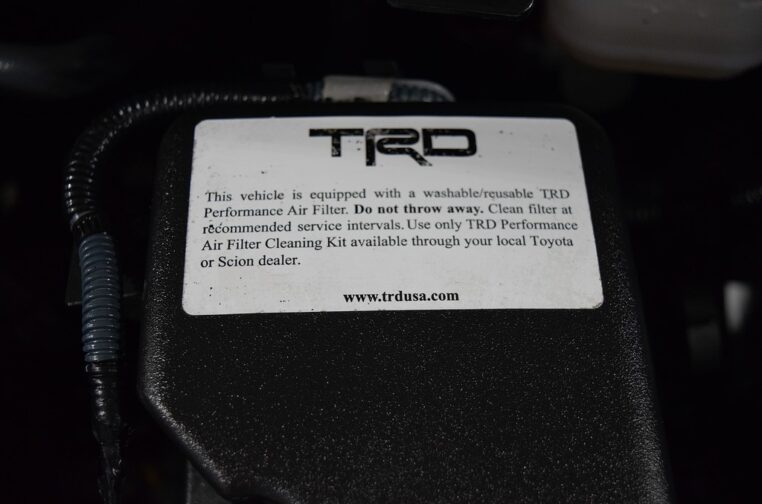 TRD
This vehicle is equipped with a washable/reusable TRD
Performance Air Filter. Do not throw away. Clean filter at
recommended service intervals. Use only TRD Performance
Air Filter Cleaning Kit available through your local Toyota
or Scion dealer.
www.trdusa.com